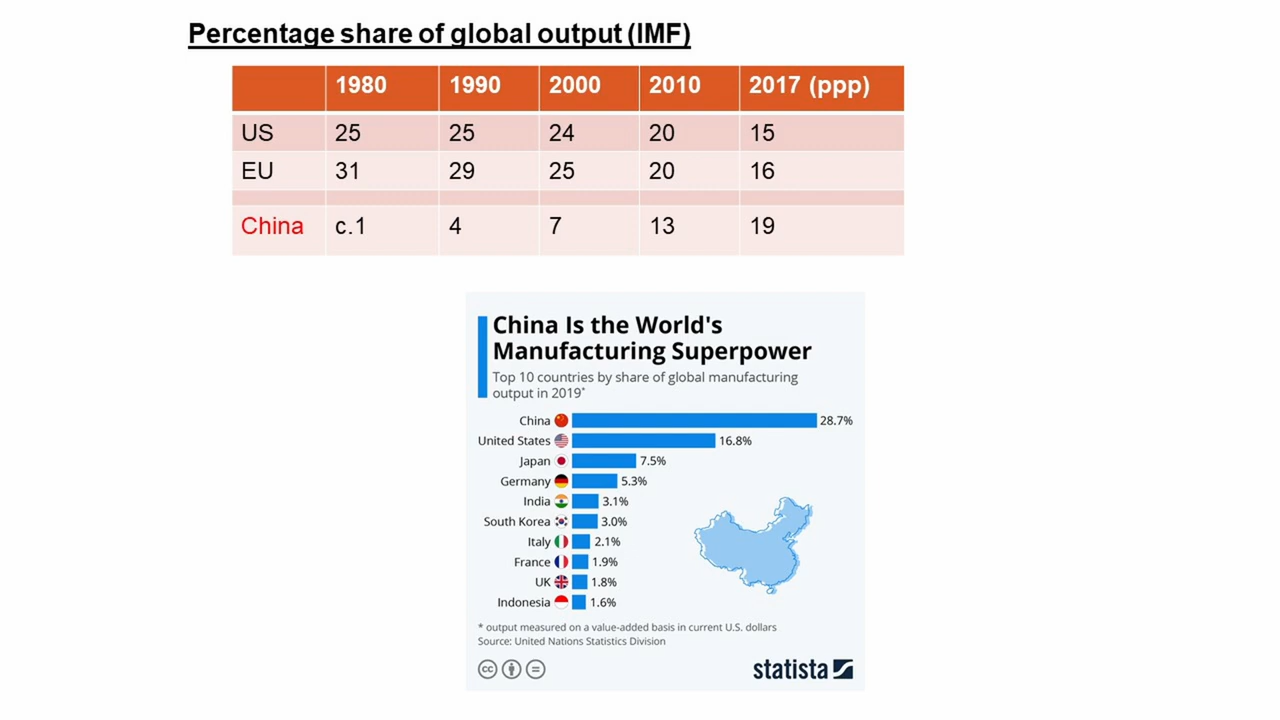 Percentage share of global output (IMF)
1980 1990 2000 2010 2017 (ppp)
US 25 25 24 20 15
EU 31 29 25 20 16
China c.1 4 7 13 19
China Is the World's
Manufacturing Superpower
Top 10 countries by share of global manufacturing
output in 2019*
China 28.7%
United States 16.8%
Japan 7.5%
Germany 5.3%
India 3.1%
South Korea 3.0%
Italy 2.1%
France 1.9%
UK 1.8%
Indonesia 1.6%
* output measured on a value-added basis in current U.S. dollars
Source: United Nations Statistics Division
cc
statista